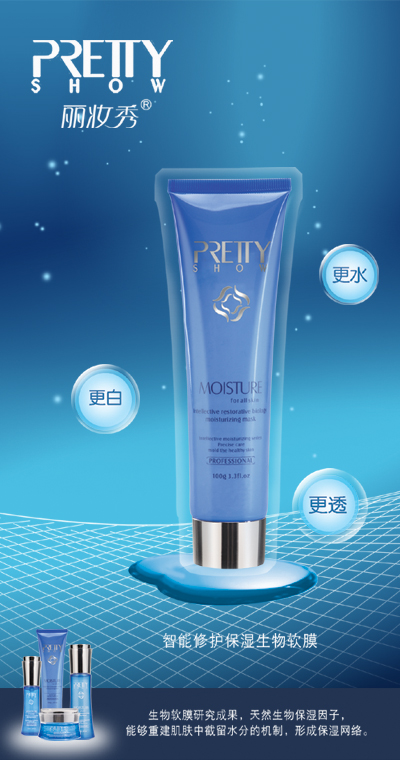 PRETTY
SHOW
丽妆秀®
PRETTY
SHOW
更水
更白
MOISTURE
for all skin
moisturizing mask
PROFESSIONAL
更透
智能修护保湿生物软膜
生物软膜研究成果，天然生物保湿因子，
能够重建肌肤中截留水分的机制，形成保湿网络。